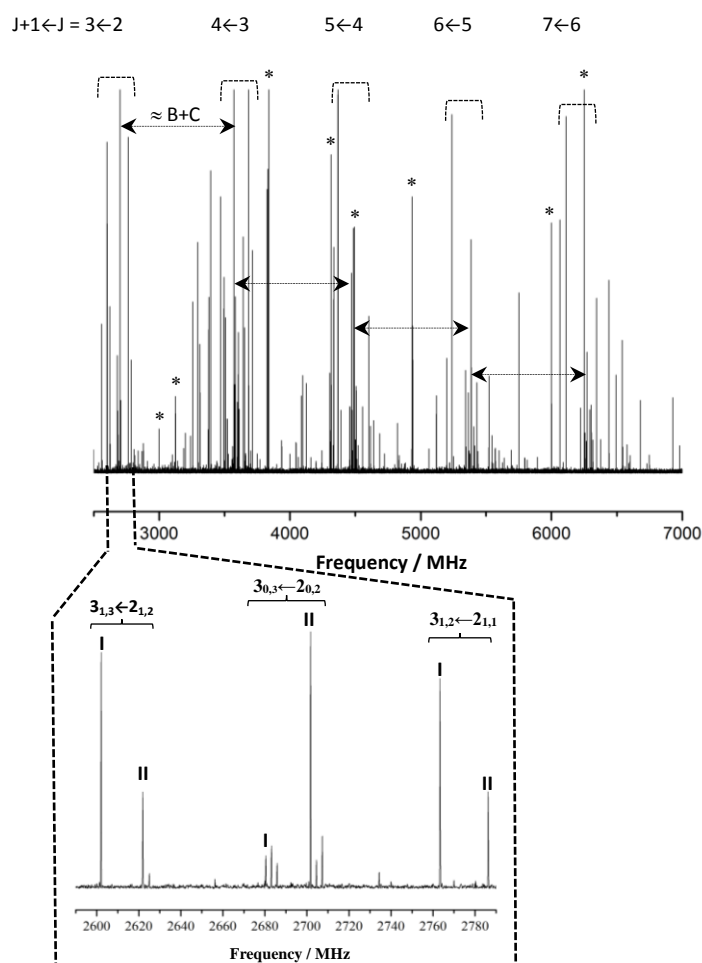 J+1←J = 3←2 4←3 5←4 6←5 7←6
* *
≈ B+C
* * * * * *
3000 4000 5000 6000 7000
Frequency / MHz
3₁,₃←2₁,₂ 3₀,₃←2₀,₂ 3₁,₂←2₁,₁
I II I
II II
I
2600 2620 2640 2660 2680 2700 2720 2740 2760 2780
Frequency / MHz